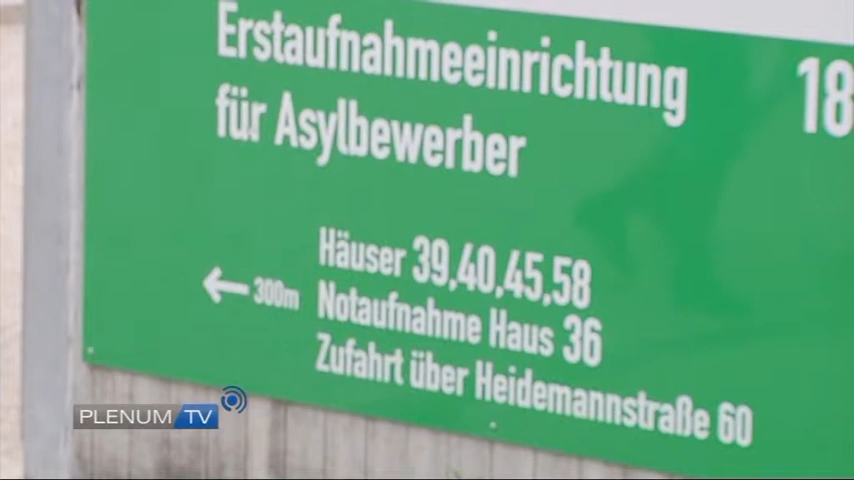 Erstaufnahmeeinrichtung 18
für Asylbewerber
Häuser 39,40,45,58
← 300m
Notaufnahme Haus 36
Zufahrt über Heidemannstraße 60
PLENUM TV